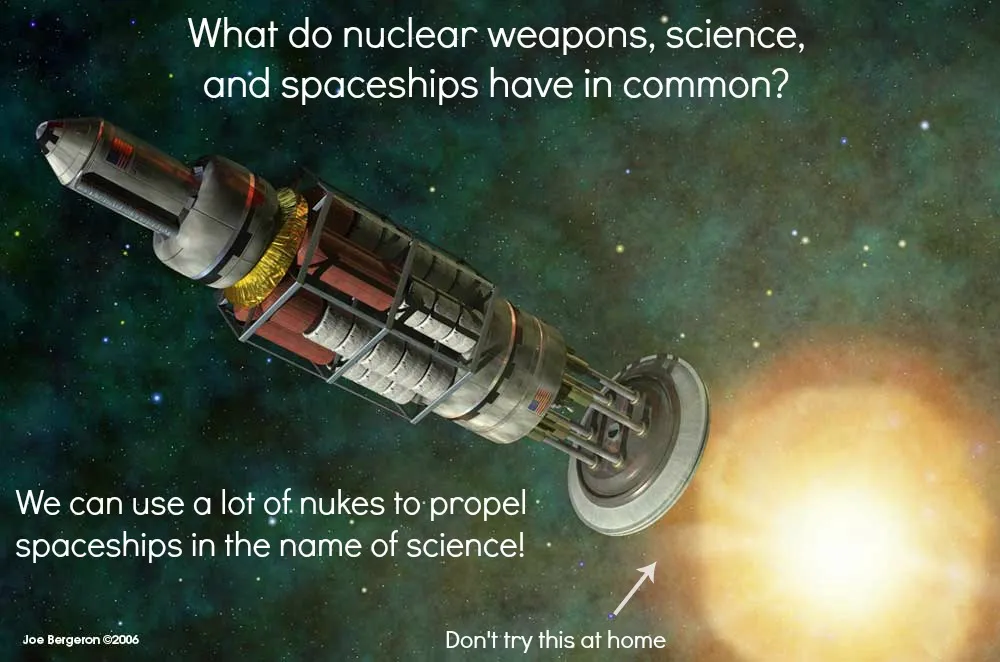 What do nuclear weapons, science,
and spaceships have in common?
We can use a lot of nukes to propel
spaceships in the name of science!
Joe Bergeron ©2006
Don't try this at home